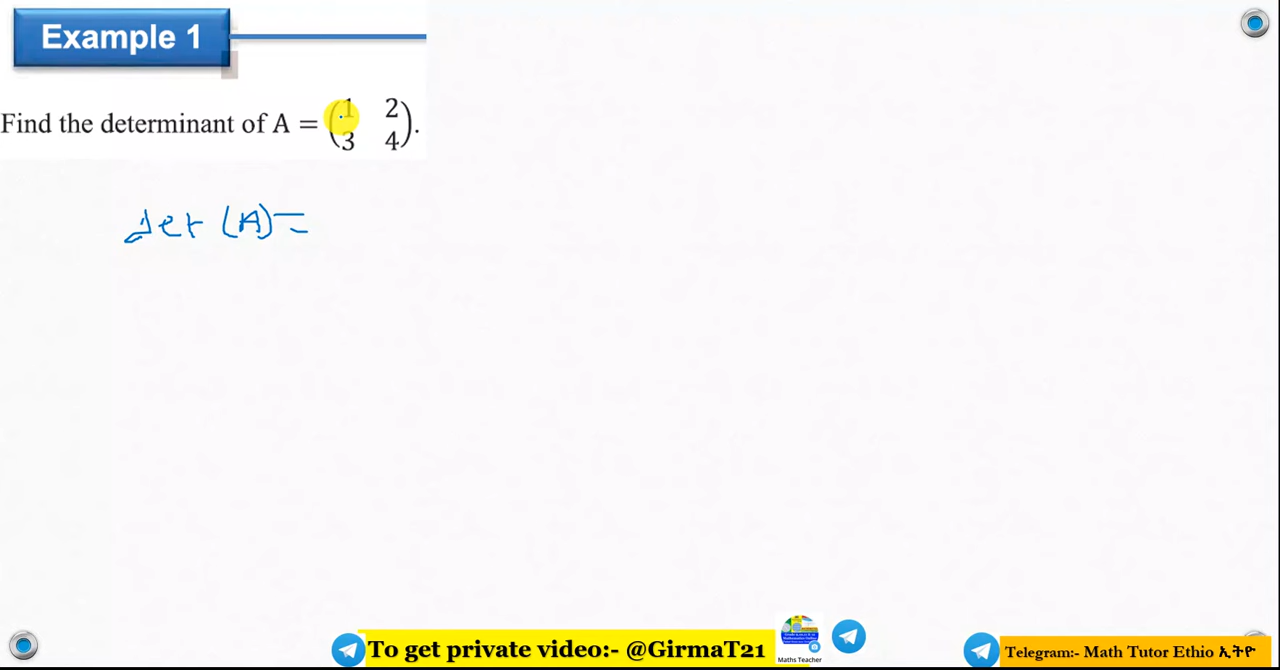 Example 1
Find the determinant of A = (1 2
3 4).
det (A) =
To get private video:- @GirmaT21
Maths Teacher
Telegram:- Math Tutor Ethio ኢትዮ